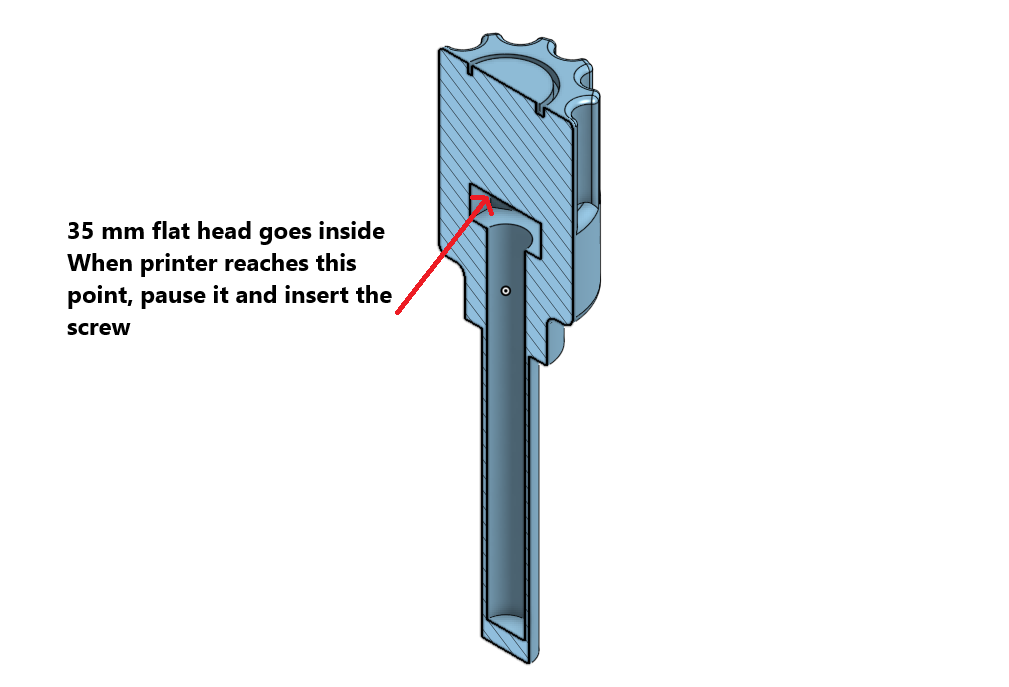 35 mm flat head goes inside
When printer reaches this
point, pause it and insert the
screw